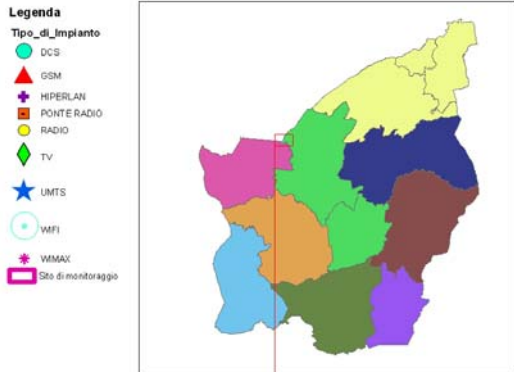 Legenda
Tipo_di_Impianto
DCS
GSM
HIPERLAN
PONTE RADIO
RADIO
TV
UMTS
WIFI
WIMAX
Sito di monitoraggio